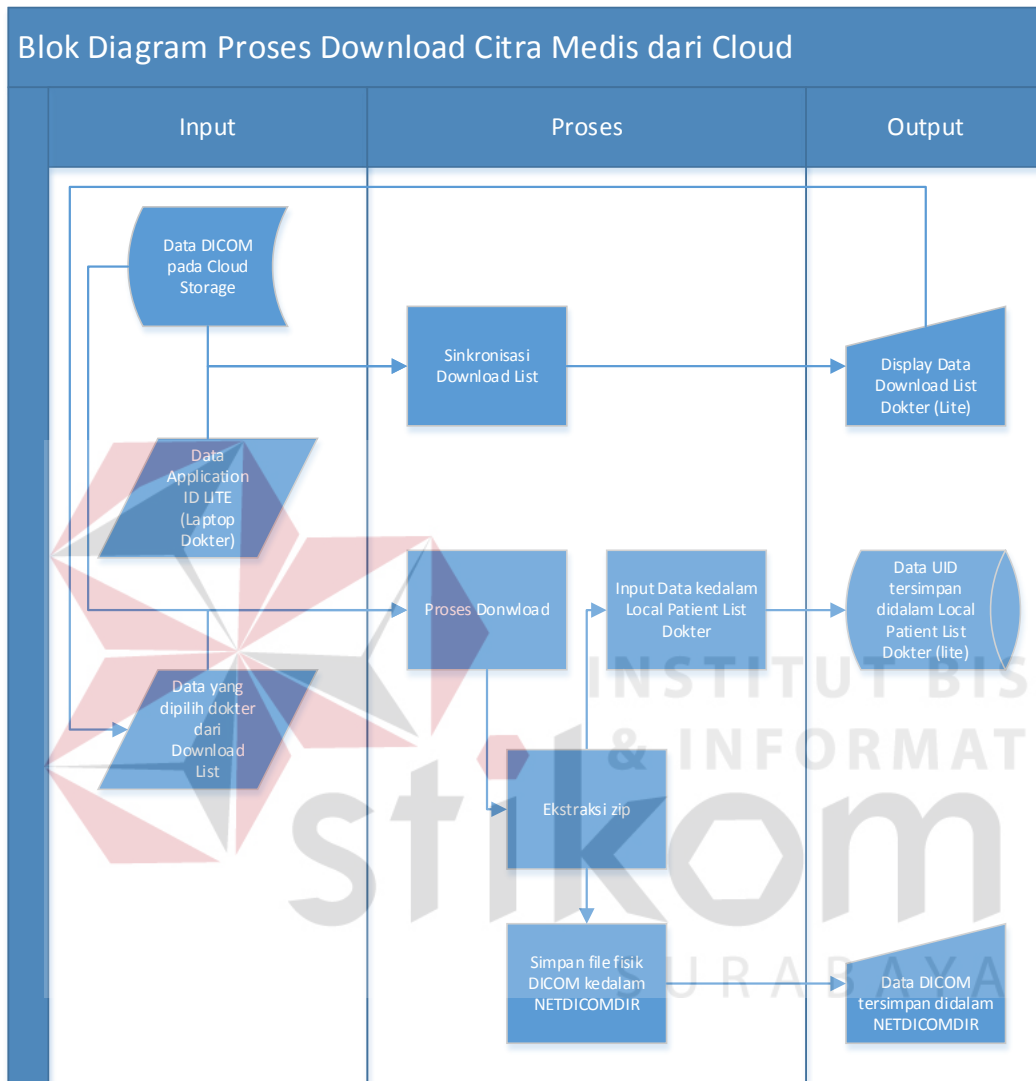 Blok Diagram Proses Download Citra Medis dari Cloud
Input
Proses
Output
Data DICOM
pada Cloud
Storage
Sinkronisasi
Download List
Display Data
Download List
Dokter (Lite)
Data
Application
ID LITE
(Laptop
Dokter)
Proses Donwload
Input Data kedalam
Local Patient List
Dokter
Data UID
tersimpan
didalam Local
Patient List
Dokter (lite)
Data yang
dipilih dokter
dari
Download
List
Ekstraksi zip
Simpan file fisik
DICOM kedalam
NETDICOMDIR
Data DICOM
tersimpan didalam
NETDICOMDIR
INSTITUT BIS
& INFORMAT
stikom
SURABAYA